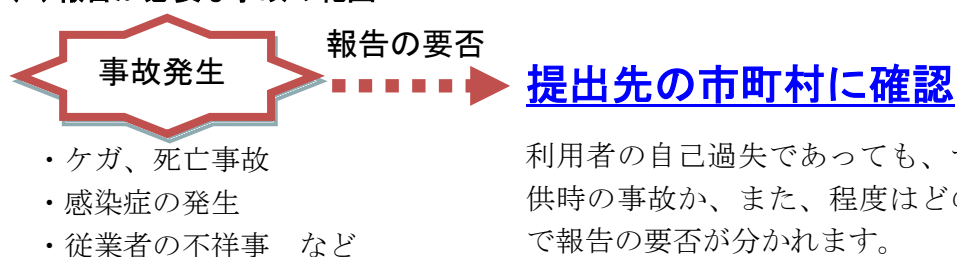 報告の要否
事故発生
提出先の市町村に確認
・ケガ、死亡事故
・感染症の発生
・従業者の不祥事　など
利用者の自己過失であっても、
供時の事故か、また、程度はど
で報告の要否が分かれます。